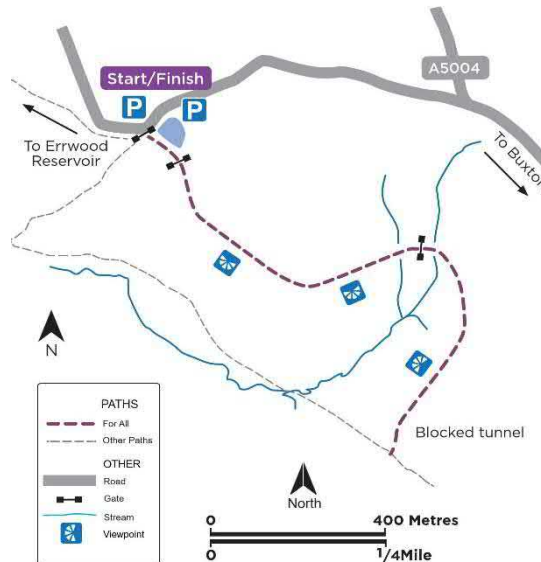 Start/Finish
A5004
P
P
To Errwood
Reservoir
To Buxton
N
PATHS
For All
Other Paths
OTHER
Road
Gate
Stream
Viewpoint
Blocked tunnel
North
0
400 Metres
0
1/4Mile